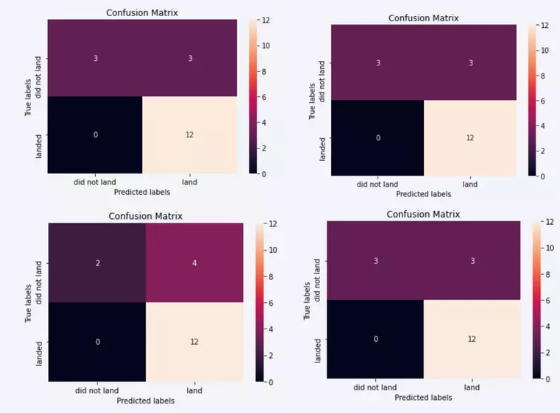 Confusion Matrix
True labels
did not land
landed
3 3
0 12
did not land land
Predicted labels
12
10
8
6
4
2
0
Confusion Matrix
True labels
did not land
landed
3 3
0 12
did not land land
Predicted labels
12
10
8
6
4
2
0
Confusion Matrix
True labels
did not land
landed
2 4
0 12
did not land land
Predicted labels
12
10
8
6
4
2
0
Confusion Matrix
True labels
did not land
landed
3 3
0 12
did not land land
Predicted labels
12
10
8
6
4
2
0